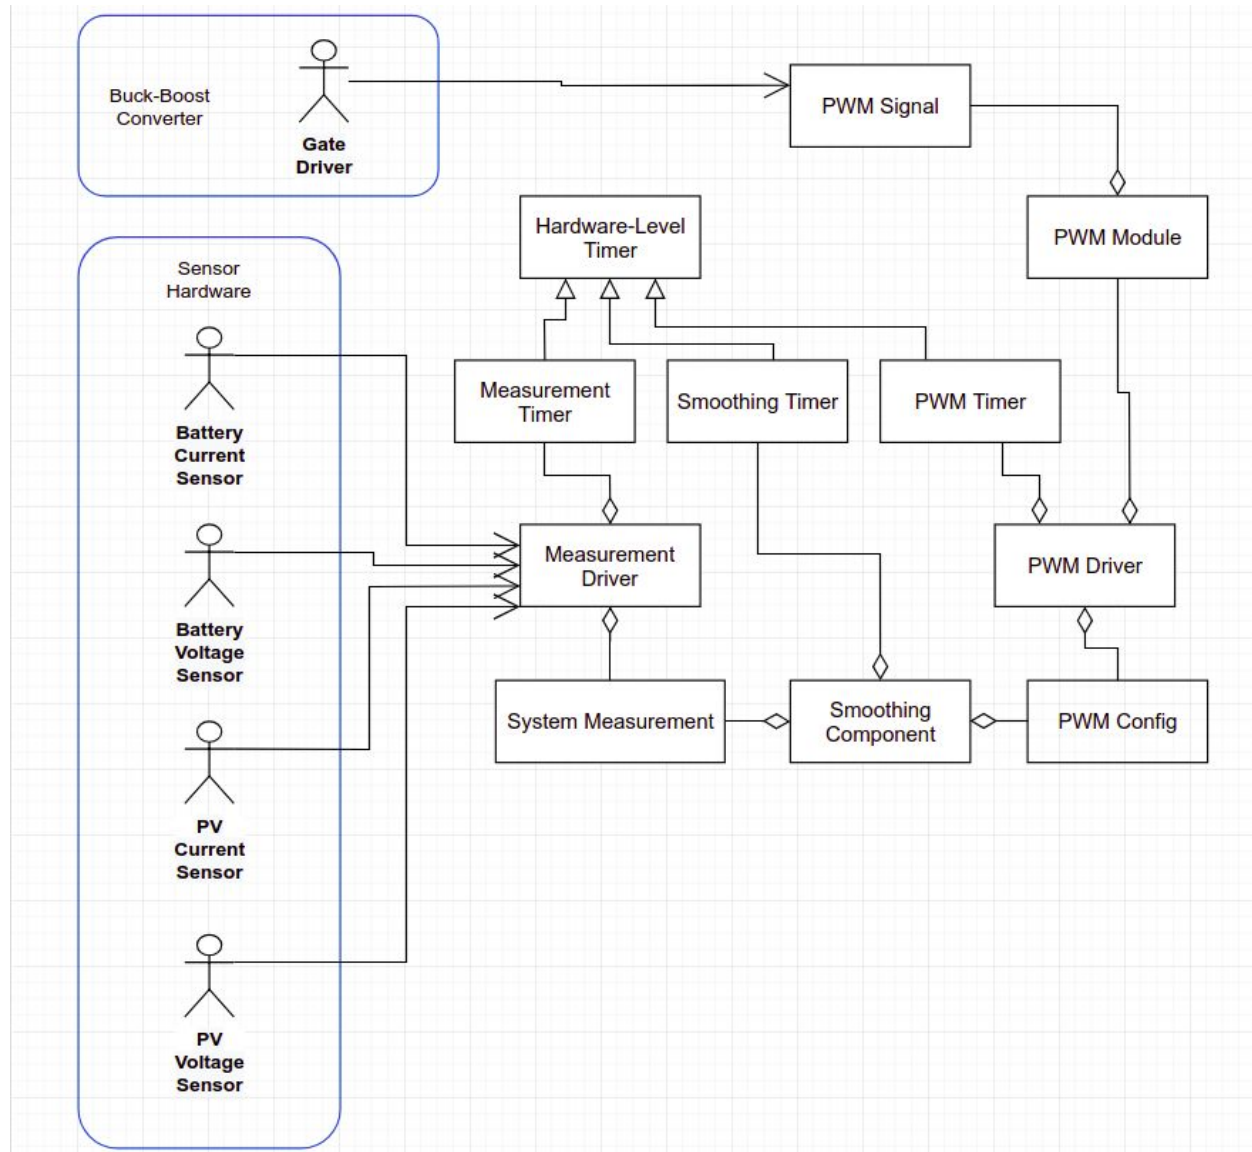 Buck-Boost
Converter
Gate
Driver
PWM Signal
Hardware-Level
Timer
PWM Module
Sensor
Hardware
Battery
Current
Sensor
Measurement
Timer
Smoothing Timer
PWM Timer
Battery
Voltage
Sensor
Measurement
Driver
PWM Driver
System Measurement
Smoothing
Component
PWM Config
PV
Current
Sensor
PV
Voltage
Sensor